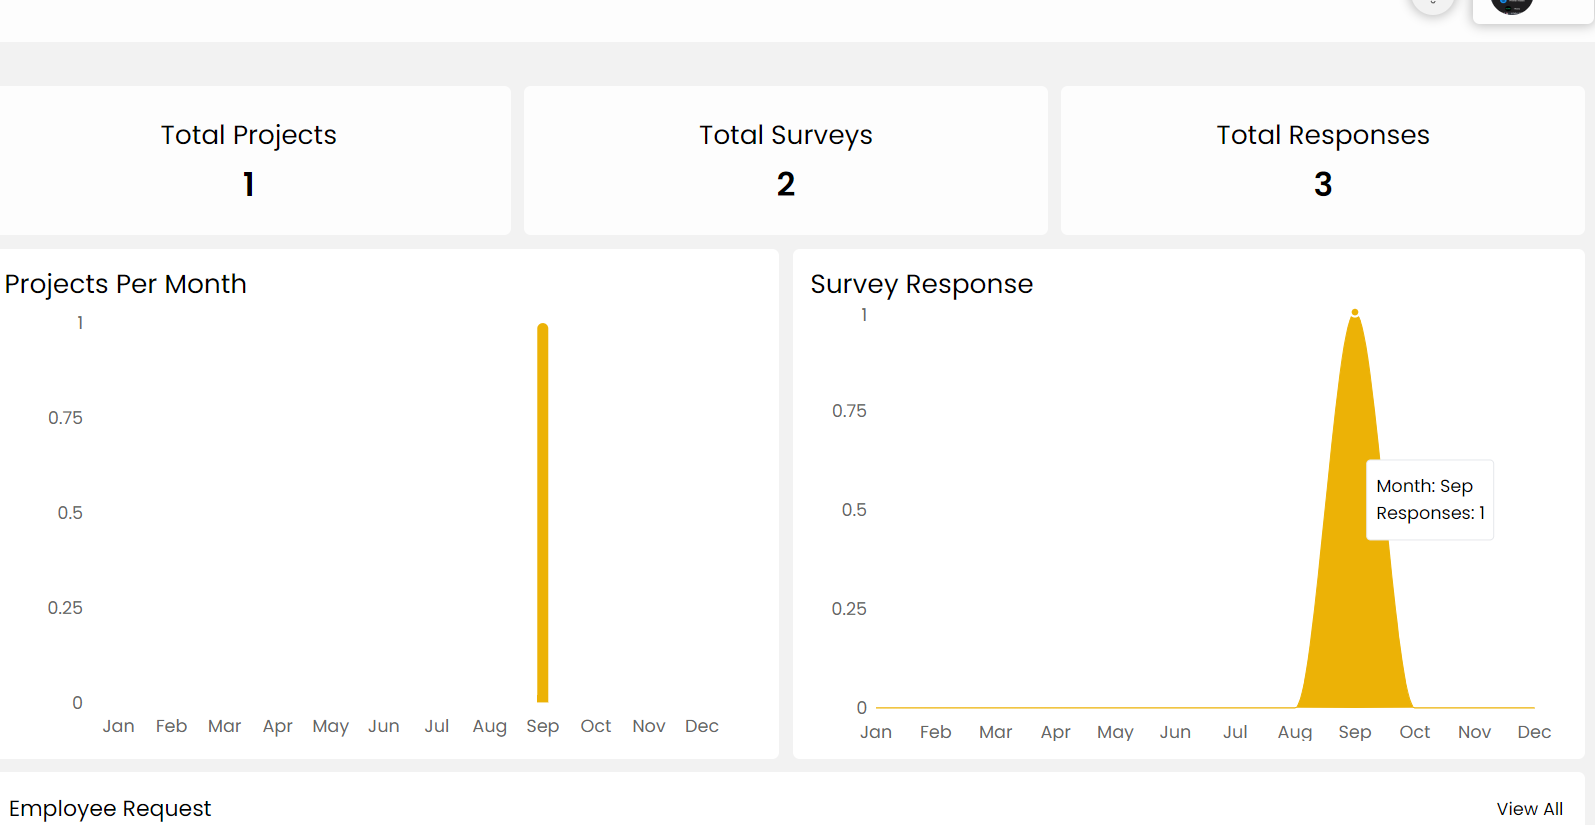 Total Projects
1
Total Surveys
2
Total Responses
3
Projects Per Month
1
0.75
0.5
0.25
0
Jan Feb Mar Apr May Jun Jul Aug Sep Oct Nov Dec
Survey Response
1
0.75
0.5
0.25
0
Month: Sep
Responses: 1
Jan Feb Mar Apr May Jun Jul Aug Sep Oct Nov Dec
Employee Request
View All